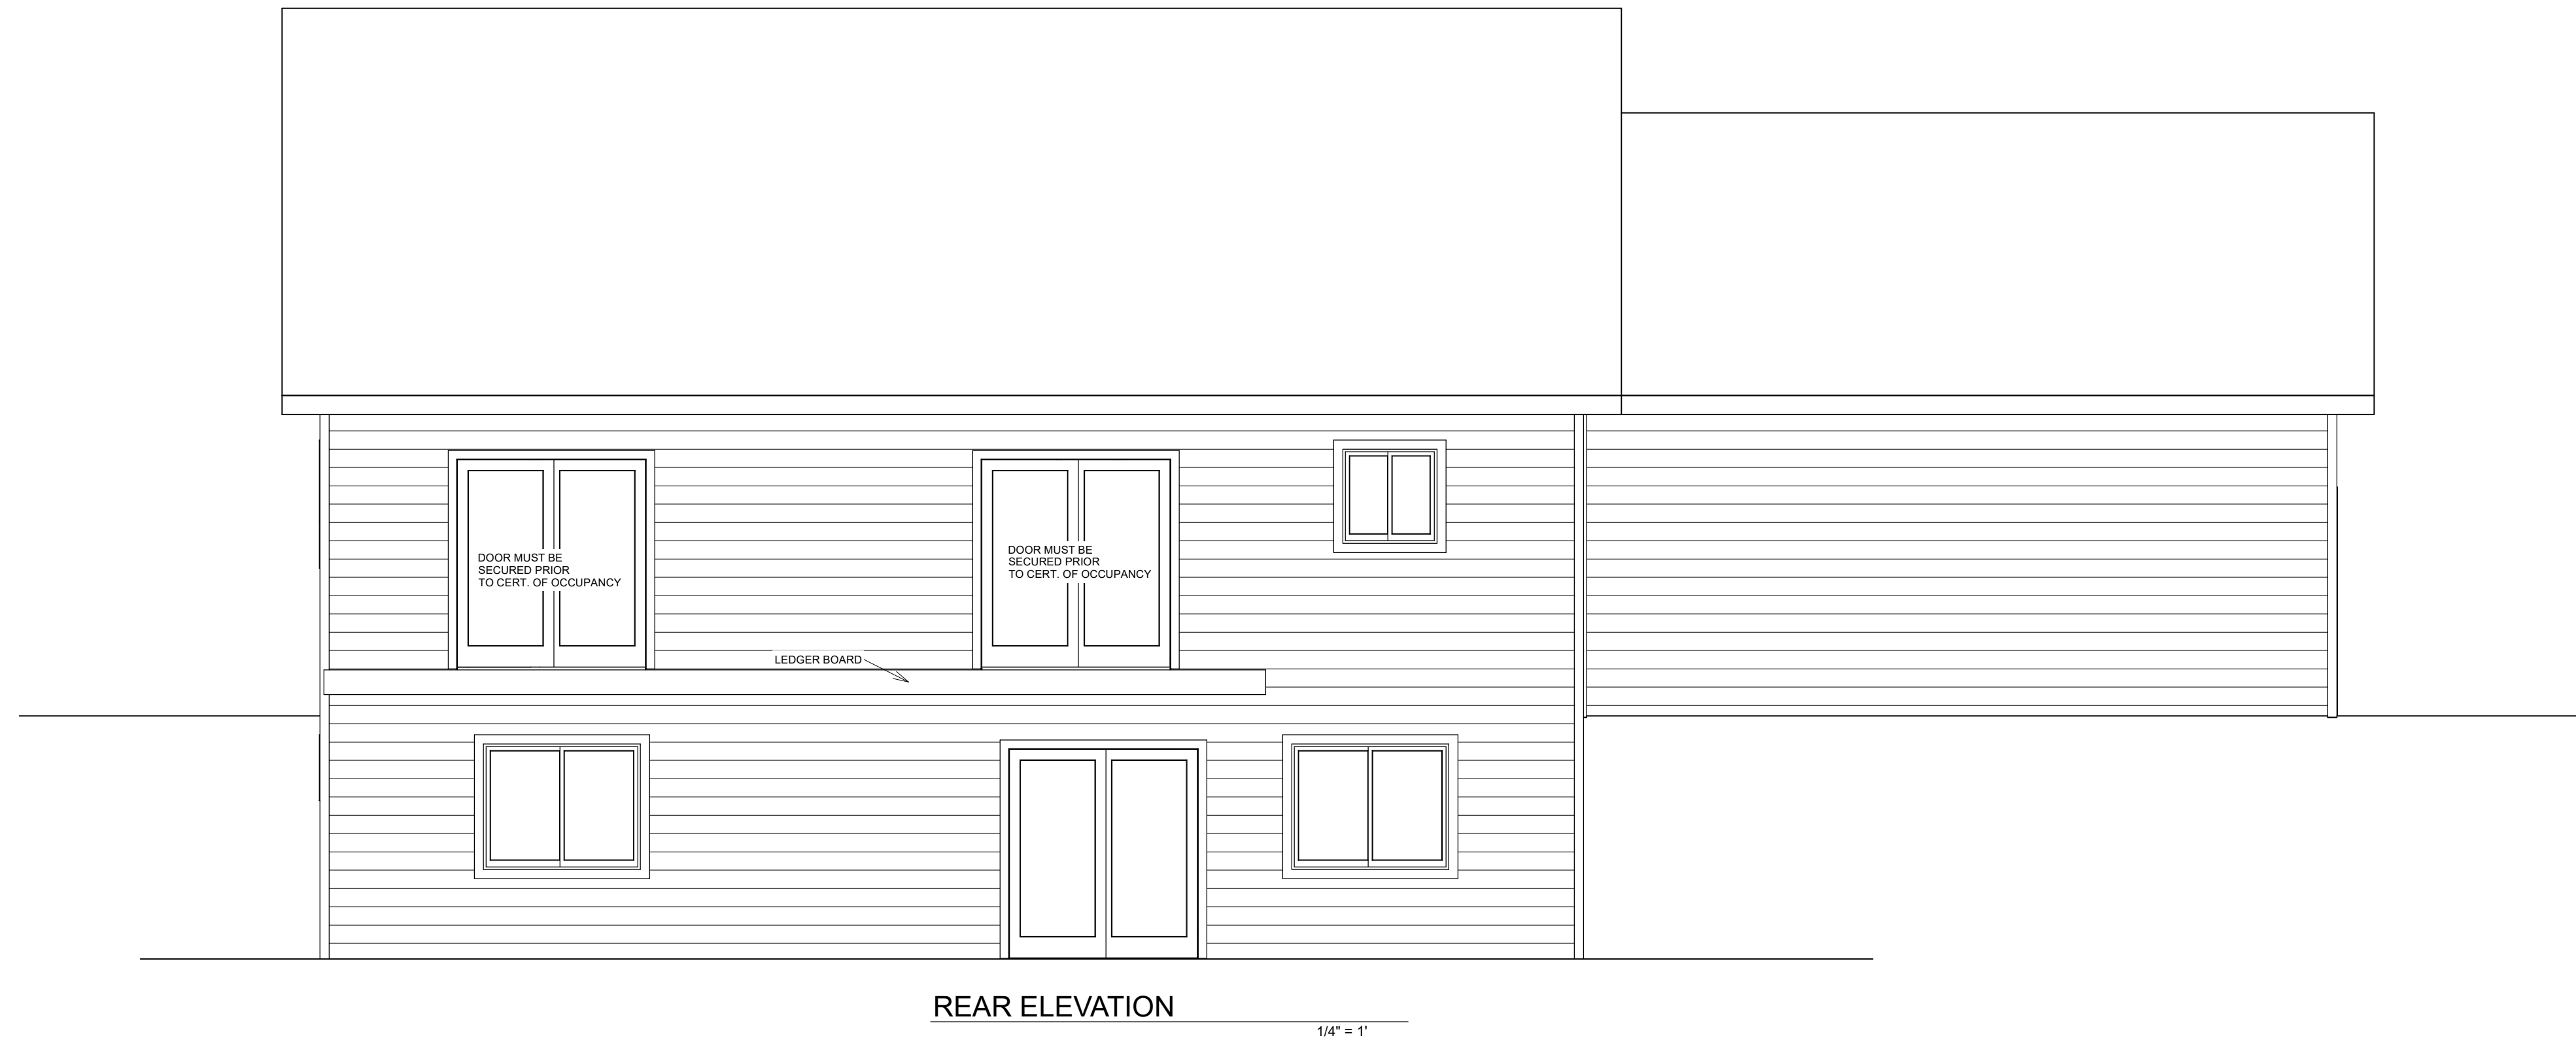 DOOR MUST BE
SECURED PRIOR
TO CERT. OF OCCUPANCY
DOOR MUST BE
SECURED PRIOR
TO CERT. OF OCCUPANCY
LEDGER BOARD
REAR ELEVATION
1/4" = 1'